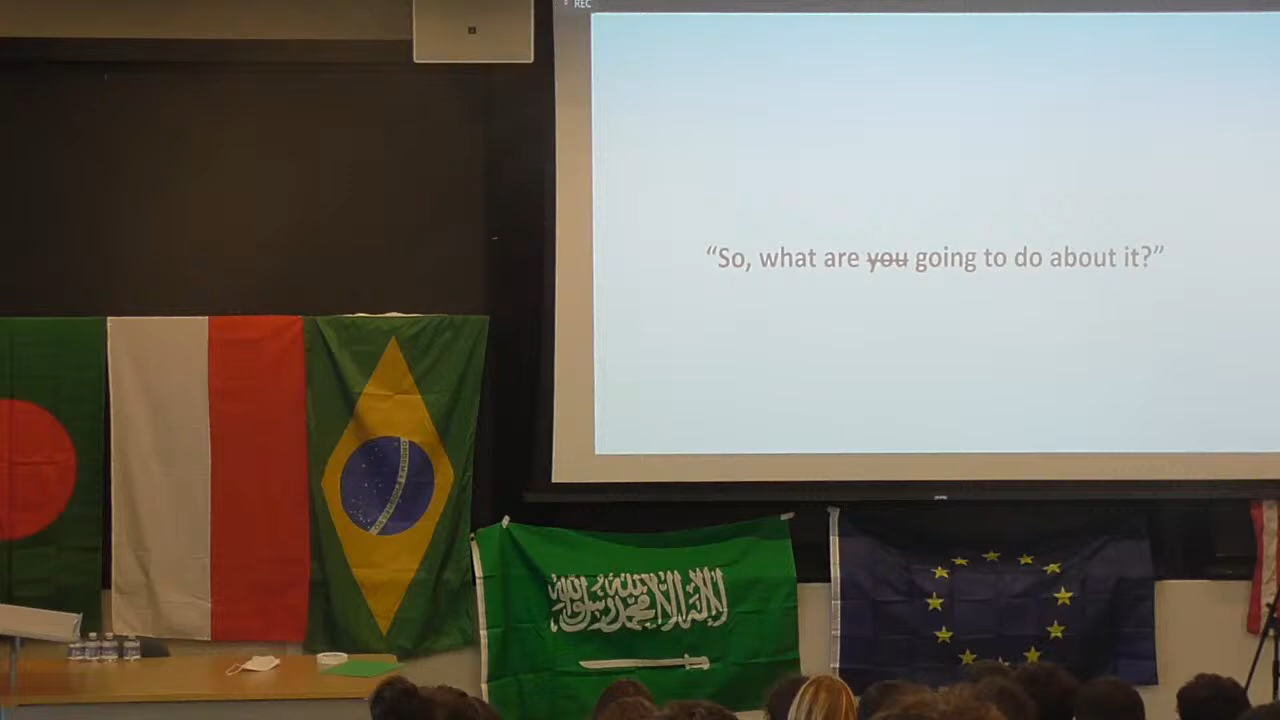 REC
“So, what are you going to do about it?”
لا إله إلا الله محمد رسول الله